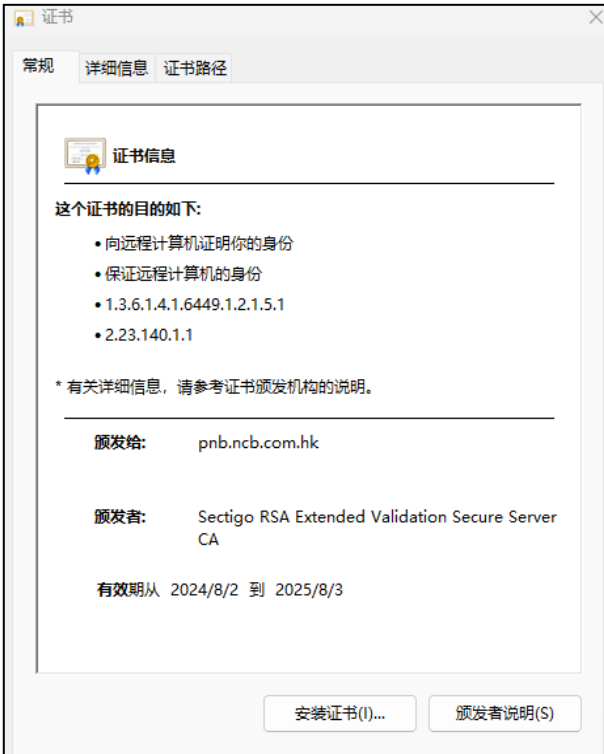 证书
常规 详细信息 证书路径
证书信息
这个证书的目的如下:
• 向远程计算机证明你的身份
• 保证远程计算机的身份
• 1.3.6.1.4.1.6449.1.2.1.5.1
• 2.23.140.1.1
* 有关详细信息，请参考证书颁发机构的说明。
颁发给: pnb.ncb.com.hk
颁发者: Sectigo RSA Extended Validation Secure Server
CA
有效期从 2024/8/2 到 2025/8/3
安装证书(I)... 颁发者说明(S)